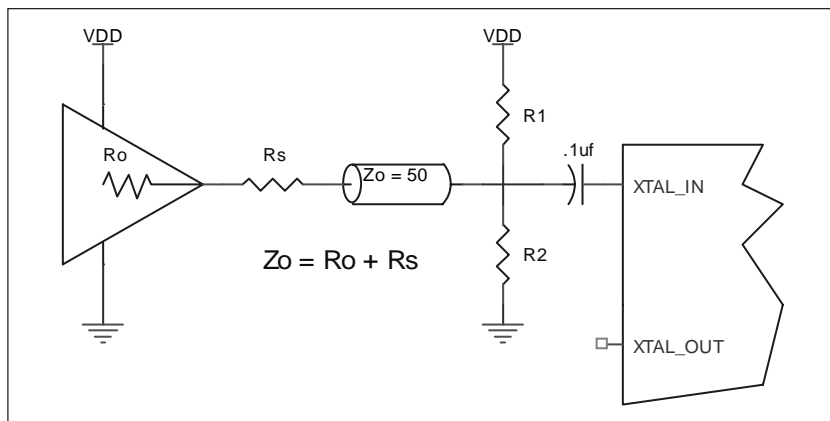 VDD
VDD
R1
Ro
Rs
.1uf
Zo = 50
XTAL_IN
Zo = Ro + Rs
R2
XTAL_OUT